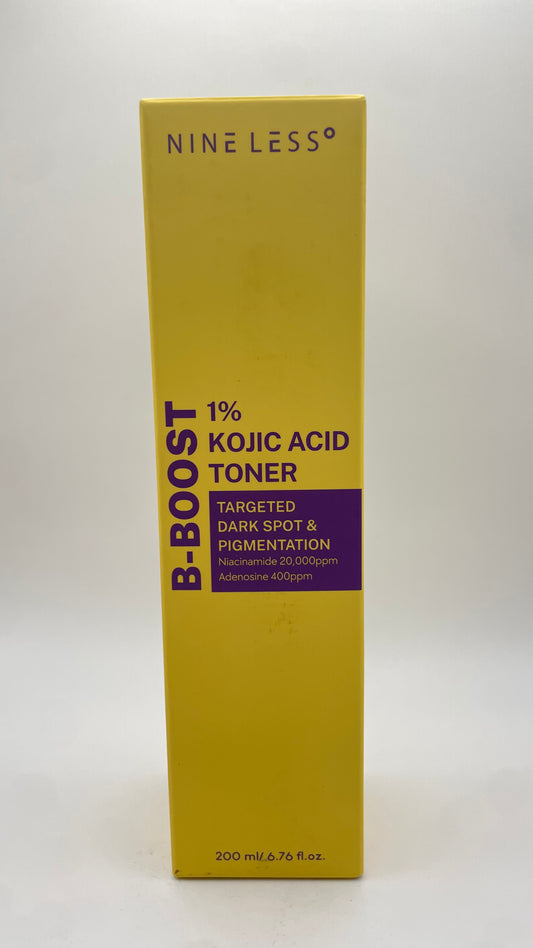 NINE LESS°
B-BOOST
1%
KOJIC ACID
TONER
TARGETED
DARK SPOT &
PIGMENTATION
Niacinamide 20,000ppm
Adenosine 400ppm
200 ml/ 6.76 fl.oz.